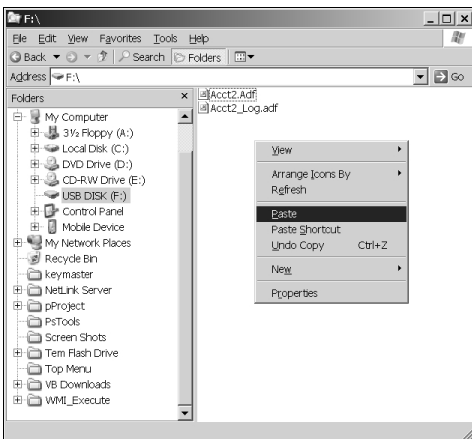 F:\
File Edit View Favorites Tools Help
Back Search Folders
Address F:\ Go
Folders ×
My Computer
3½ Floppy (A:)
Local Disk (C:)
DVD Drive (D:)
CD-RW Drive (E:)
USB DISK (F:)
Control Panel
Mobile Device
My Network Places
Recycle Bin
keymaster
NetLink Server
pProject
PsTools
Screen Shots
Tem Flash Drive
Top Menu
VB Downloads
WMI_Execute
Acct2.Adf
Acct2_Log.adf
View
Arrange Icons By
Refresh
Paste
Paste Shortcut
Undo Copy Ctrl+Z
New
Properties